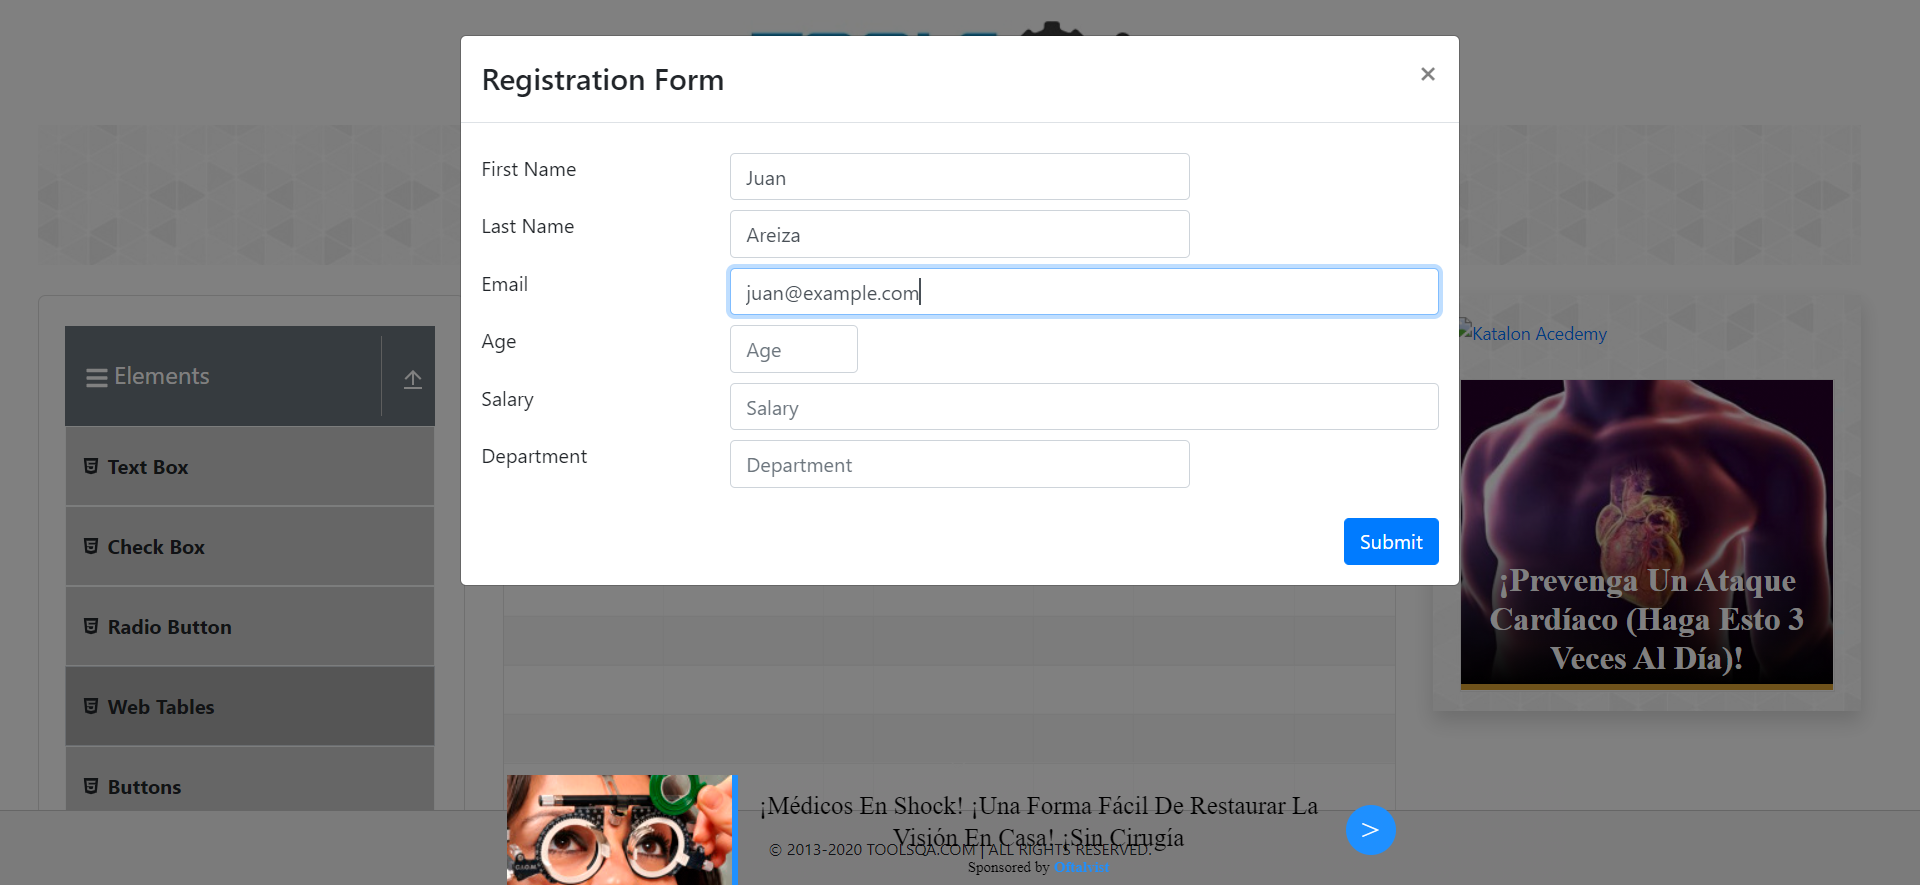 Registration Form
×
First Name
Juan
Last Name
Areiza
Email
juan@example.com
Age
Age
Salary
Salary
Department
Department
Submit
Elements
Text Box
Check Box
Radio Button
Web Tables
Buttons
Katalon Acedemy
¡Prevenga Un Ataque
Cardíaco (Haga Esto 3
Veces Al Día)!
¡Médicos En Shock! ¡Una Forma Fácil De Restaurar La
Visión En Casa! ¡Sin Cirugía
© 2013-2020 TOOLSQA.COM | ALL RIGHTS RESERVED.
Sponsored by
>